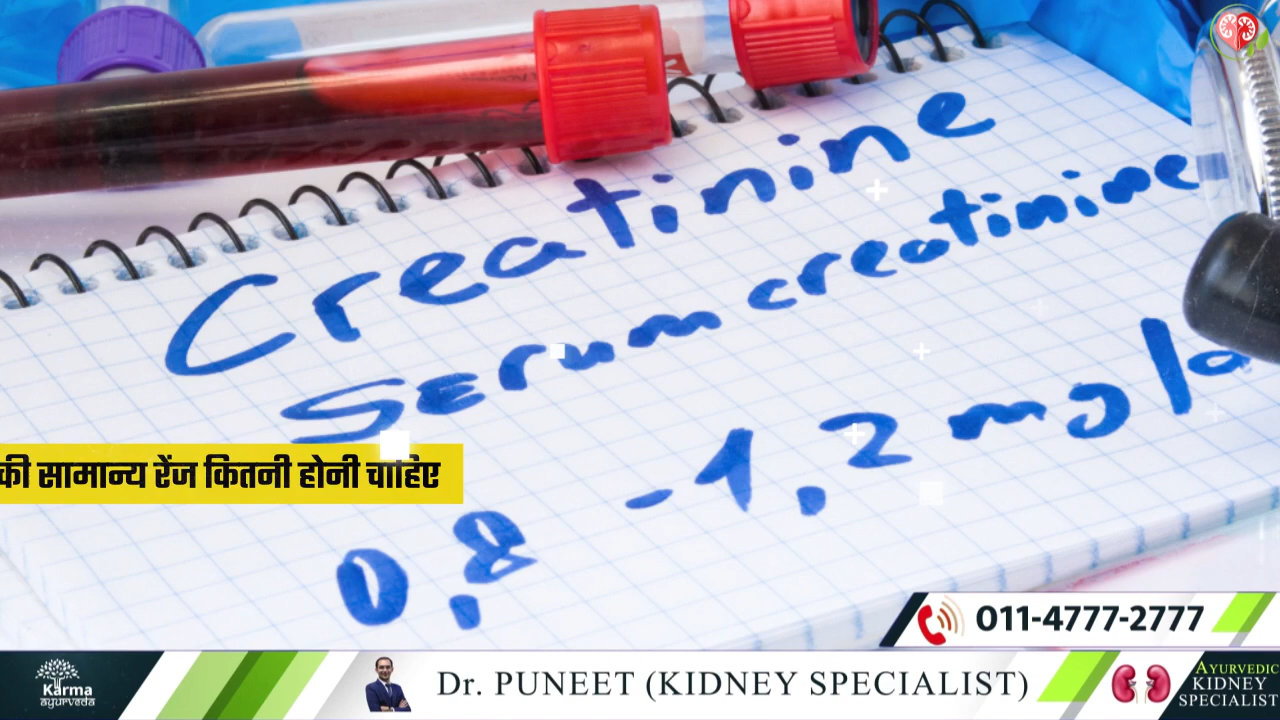 Creatinine
Serum creatinine
0,8 - 1,2 mg/
की सामान्य रेंज कितनी होनी चाहिए
011-4777-2777
Karma
ayurveda
Dr. PUNEET (KIDNEY SPECIALIST)
AYURVEDIC
KIDNEY
SPECIALIST